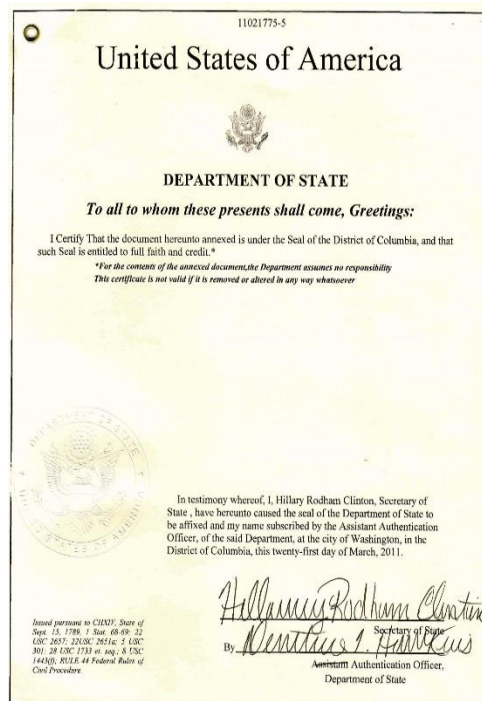 11021775-5
United States of America
DEPARTMENT OF STATE
To all to whom these presents shall come, Greetings:
I Certify That the document hereunto annexed is under the Seal of the District of Columbia, and that
such Seal is entitled to full faith and credit.*
*For the contents of the annexed document,the Department assumes no responsibility
This certificate is not valid if it is removed or altered in any way whatsoever
DEPARTMENT OF STATE
STATES OF AMERICA
In testimony whereof, I, Hillary Rodham Clinton, Secretary of
State , have hereunto caused the seal of the Department of State to
be affixed and my name subscribed by the Assistant Authentication
Officer, of the said Department, at the city of Washington, in the
District of Columbia, this twenty-first day of March, 2011.
Rodham Clinton
Secretary of State
By
Assistant Authentication Officer,
Department of State
Issued pursuant to CHXIV, State of
Sept. 15, 1789, 1 Stat. 68-69; 22
USC 2657; 22USC 2651a; 5 USC
301; 28 USC 1733 et. seq.; 8 USC
1443(f); RULE 44 Federal Rules of
Civil Procedure.